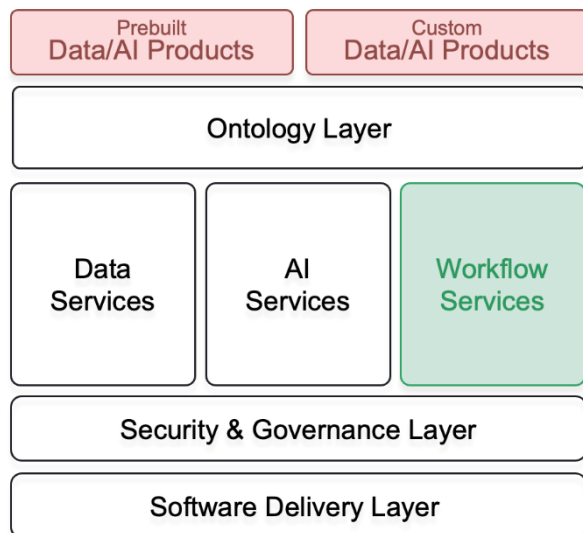 Prebuilt
Data/AI Products
Custom
Data/AI Products
Ontology Layer
Data
Services
AI
Services
Workflow
Services
Security & Governance Layer
Software Delivery Layer